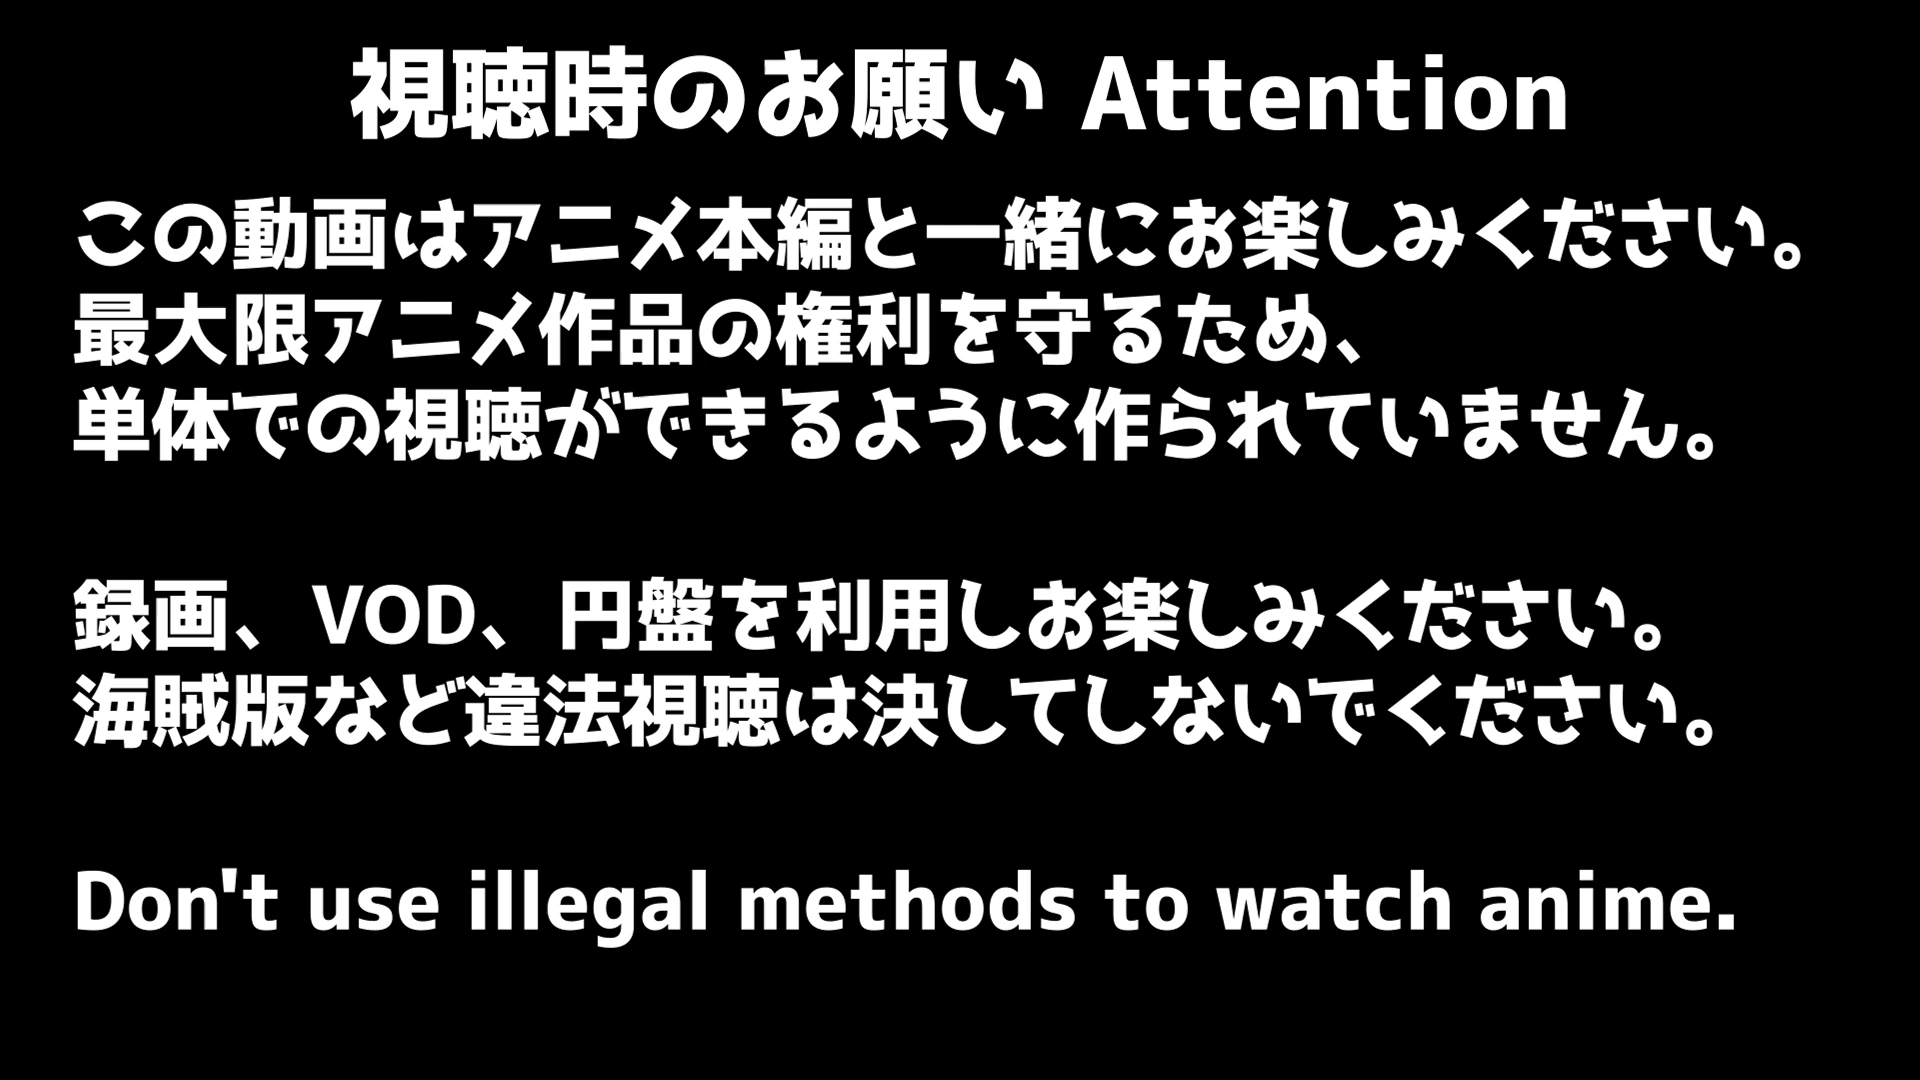 視聴時のお願い Attention
この動画はアニメ本編と一緒にお楽しみください。
最大限アニメ作品の権利を守るため、
単体での視聴ができるように作られていません。
録画、VOD、円盤を利用しお楽しみください。
海賊版など違法視聴は決してしないでください。
Don't use illegal methods to watch anime.